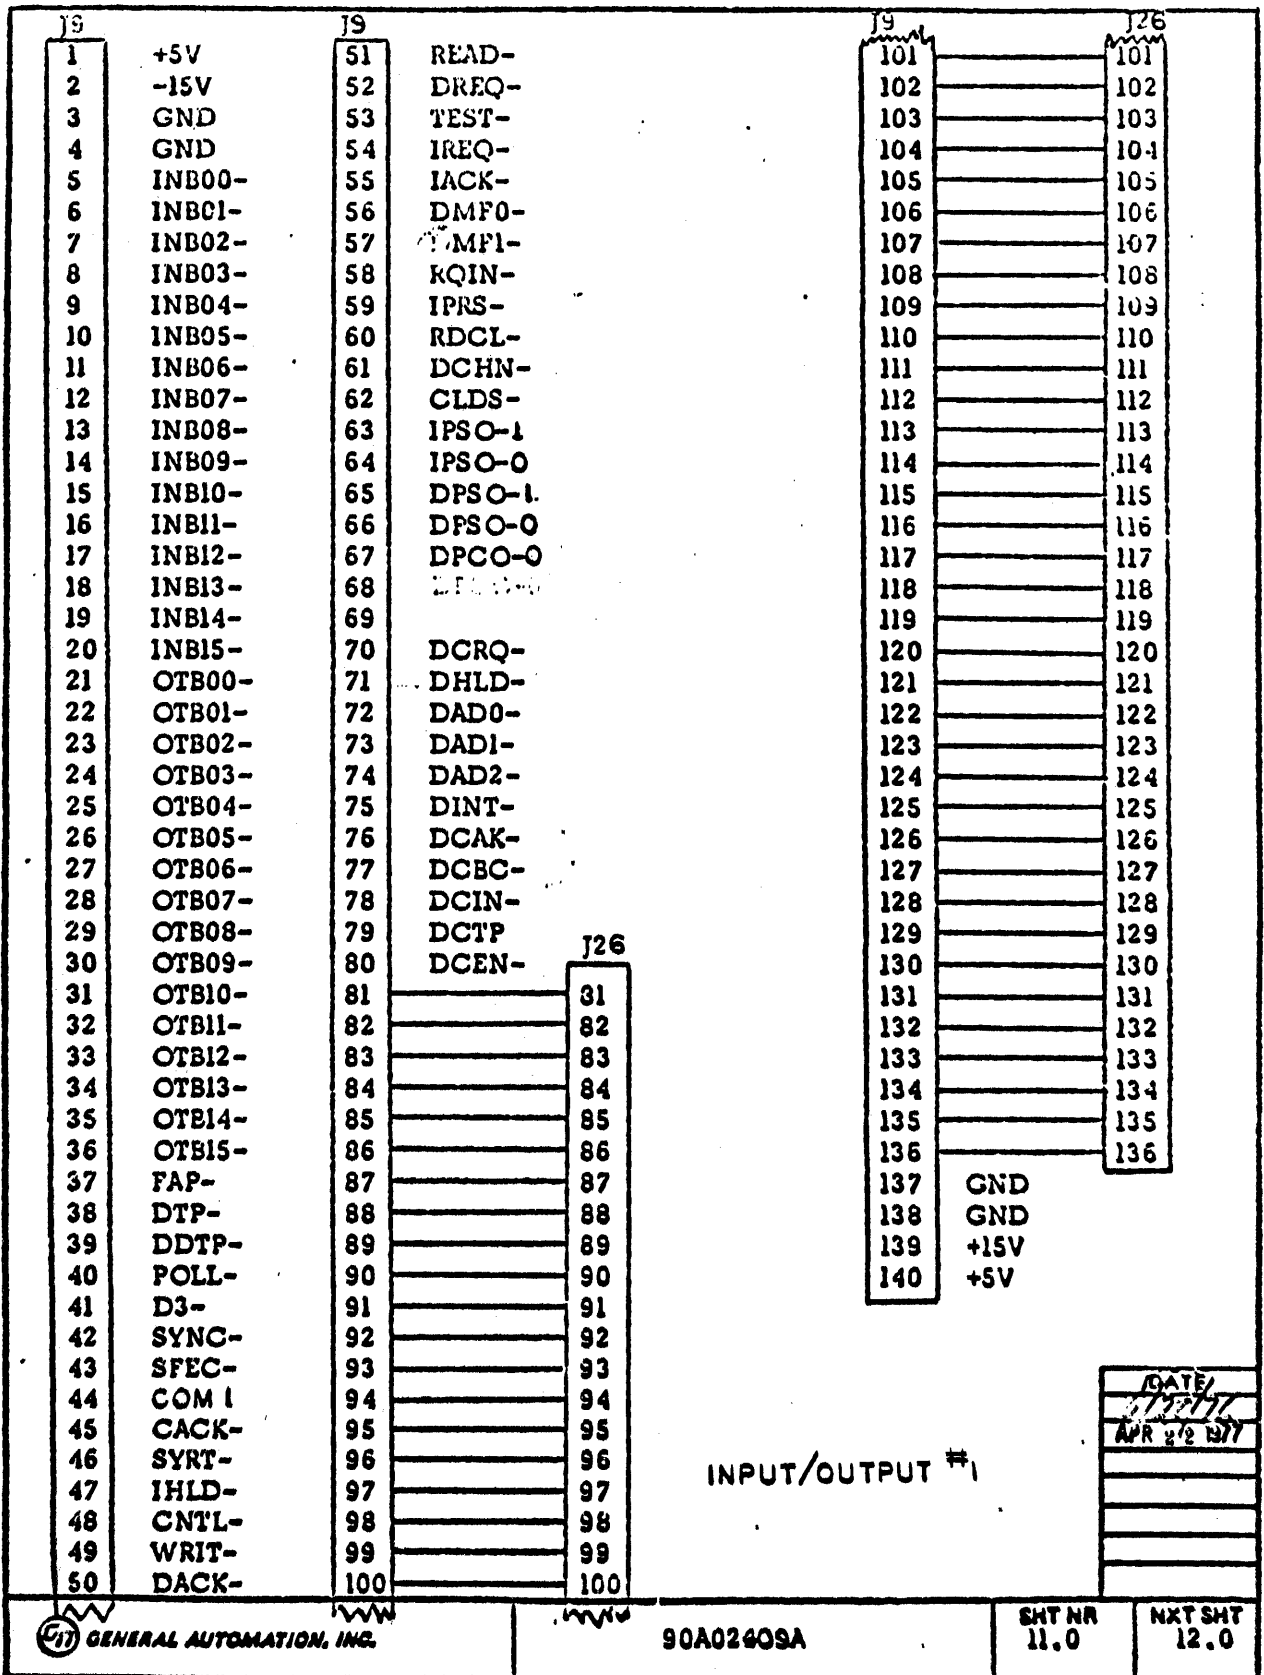 J9
1 +5V
2 -15V
3 GND
4 GND
5 INB00-
6 INB01-
7 INB02-
8 INB03-
9 INB04-
10 INB05-
11 INB06-
12 INB07-
13 INB08-
14 INB09-
15 INB10-
16 INB11-
17 INB12-
18 INB13-
19 INB14-
20 INB15-
21 OTB00-
22 OTB01-
23 OTB02-
24 OTB03-
25 OTB04-
26 OTB05-
27 OTB06-
28 OTB07-
29 OTB08-
30 OTB09-
31 OTB10-
32 OTB11-
33 OTB12-
34 OTB13-
35 OTB14-
36 OTB15-
37 FAP-
38 DTP-
39 DDTP-
40 POLL-
41 D3-
42 SYNC-
43 SFEC-
44 COM 1
45 CACK-
46 SYRT-
47 IHLD-
48 CNTL-
49 WRIT-
50 DACK-
J9
51 READ-
52 DREQ-
53 TEST-
54 IREQ-
55 IACK-
56 DMF0-
57 DMF1-
58 RQIN-
59 IPRS-
60 RDCL-
61 DCHN-
62 CLDS-
63 IPSO-1
64 IPSO-0
65 DPSO-1
66 DPSO-0
67 DPCO-0
68
69
70 DCRQ-
71 DHLD-
72 DAD0-
73 DAD1-
74 DAD2-
75 DINT-
76 DCAK-
77 DCBC-
78 DCIN-
79 DCTP
80 DCEN-
J26
81 31
82 82
83 83
84 84
85 85
86 86
87 87
88 88
89 89
90 90
91 91
92 92
93 93
94 94
95 95
96 96
97 97
98 98
99 99
100 100
J9 J26
101 101
102 102
103 103
104 104
105 105
106 106
107 107
108 108
109 109
110 110
111 111
112 112
113 113
114 114
115 115
116 116
117 117
118 118
119 119
120 120
121 121
122 122
123 123
124 124
125 125
126 126
127 127
128 128
129 129
130 130
131 131
132 132
133 133
134 134
135 135
136 136
137 GND
138 GND
139 +15V
140 +5V
INPUT/OUTPUT #1
DATE
APR 22 1977
GENERAL AUTOMATION, INC.
90A02409A
SHT NR
11.0
NXT SHT
12.0